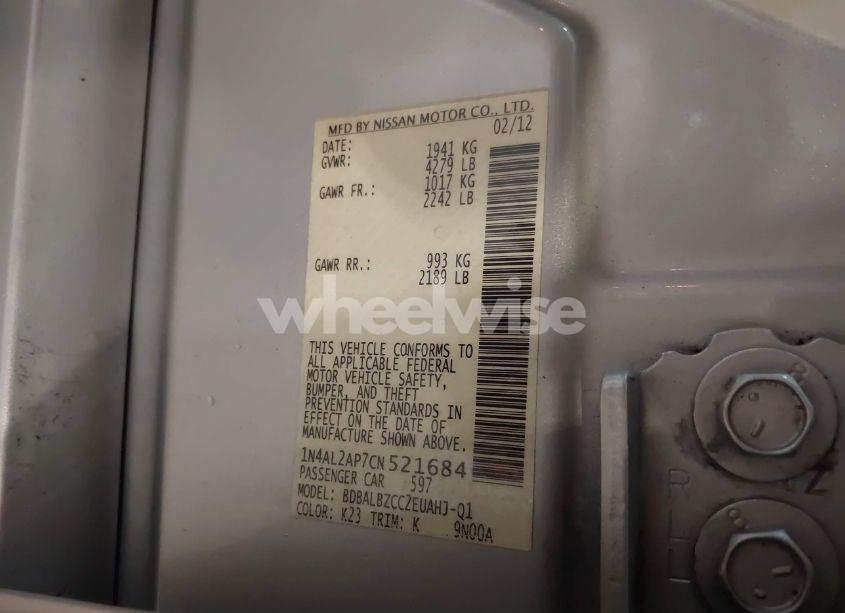 MFD BY NISSAN MOTOR CO., LTD.
DATE: 02/12
GVWR: 1941 KG
4279 LB
GAWR FR.: 1017 KG
2242 LB
GAWR RR.: 993 KG
2189 LB
wheelwise
THIS VEHICLE CONFORMS TO
ALL APPLICABLE FEDERAL
MOTOR VEHICLE SAFETY,
BUMPER, AND THEFT
PREVENTION STANDARDS IN
EFFECT ON THE DATE OF
MANUFACTURE SHOWN ABOVE.
1N4AL2AP7CN521684
PASSENGER CAR 597
MODEL: BDBALBZCC2EUAHJ-Q1
COLOR: K23 TRIM: K 9N00A